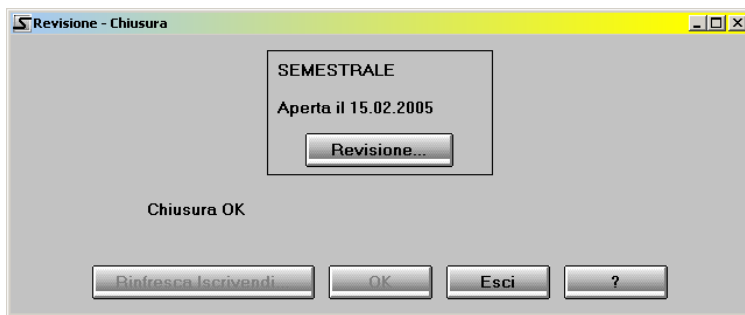 Revisione - Chiusura
SEMESTRALE
Aperta il 15.02.2005
Revisione...
Chiusura OK
Rinfresca Iscrivendi... OK Esci ?